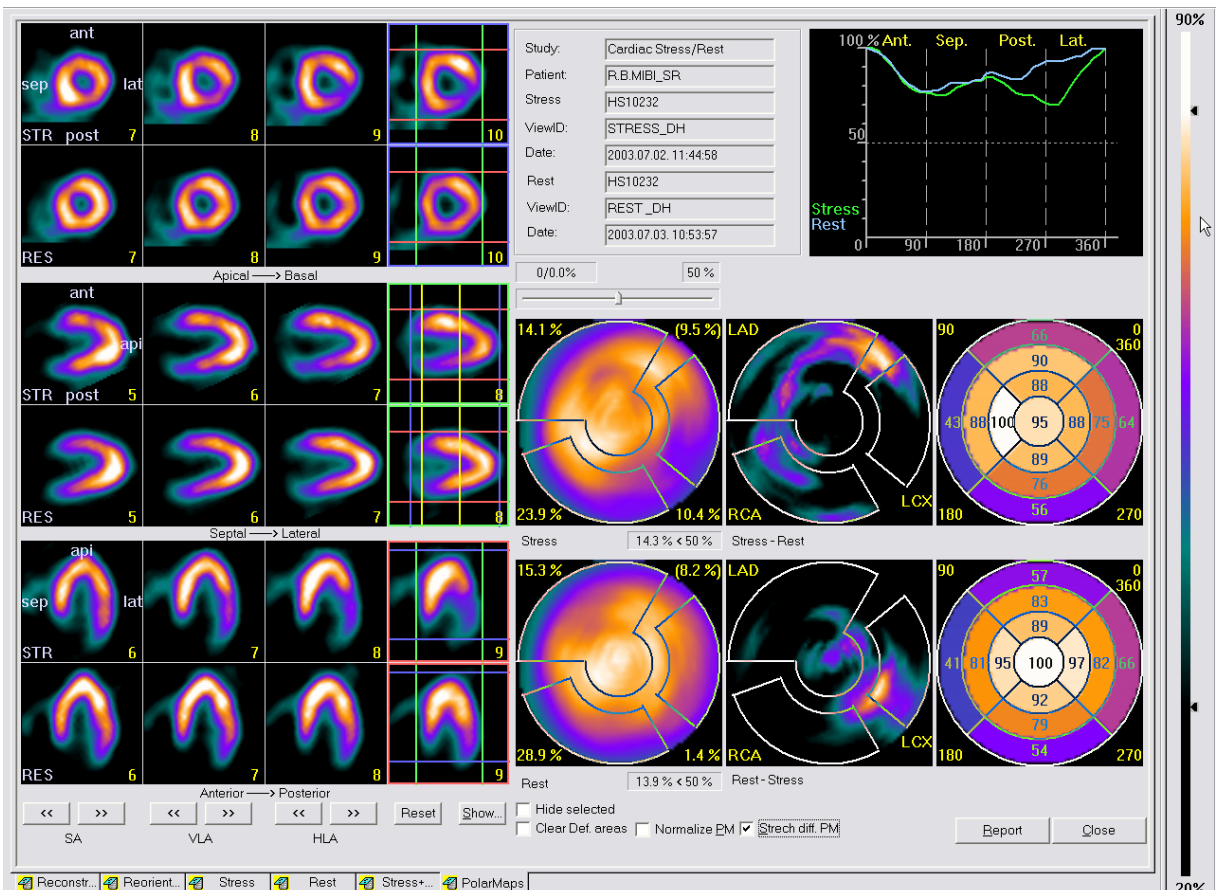 90%
ant
sep lat
STR post 7 8 9 10
RES 7 8 9 10
Apical ----> Basal
ant
api
STR post 5 6 7 8
RES 5 6 7 8
Septal ----> Lateral
api
sep lat
STR 6 7 8 9
RES 6 7 8 9
Anterior ----> Posterior
<< >> << >> << >> Reset Show...
SA VLA HLA
Study: Cardiac Stress/Rest
Patient: R.B.MIBI_SR
Stress HS10232
ViewID: STRESS_DH
Date: 2003.07.02. 11:44:58
Rest HS10232
ViewID: REST _DH
Date: 2003.07.03. 10:53:57
100 % Ant. Sep. Post. Lat.
50
Stress
Rest
0 90 180 270 360
0/0.0% 50 %
14.1 % (9.5 %) LAD 90 0
360
66
90
88
43 88 100 95 88 75 64
89
76
56
LCX
23.9 % 10.4 % RCA 180 270
Stress 14.3 % < 50 % Stress - Rest
15.3 % (8.2 %) LAD 90 0
360
57
83
89
41 81 95 100 97 82 66
92
79
54
LCX
28.9 % 1.4 % RCA 180 270
Rest 13.9 % < 50 % Rest - Stress
Hide selected
Clear Def. areas Normalize PM Strech diff. PM
Report Close
Reconstr... Reorient... Stress Rest Stress+... PolarMaps
20%